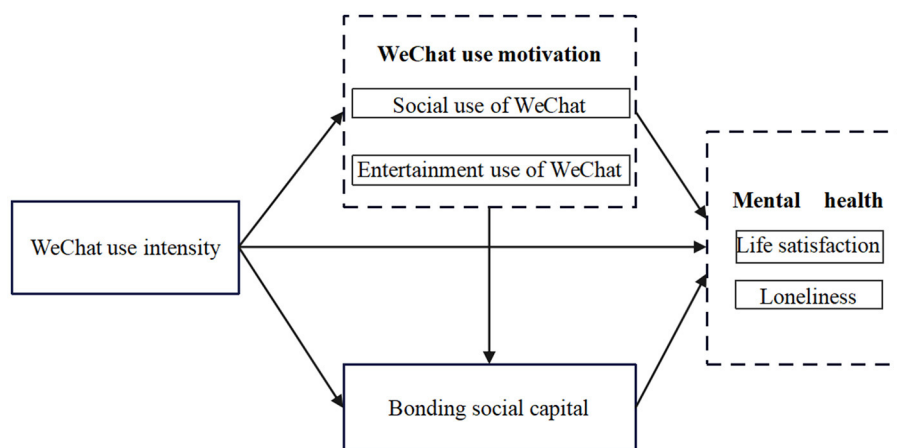 WeChat use motivation
Social use of WeChat
Entertainment use of WeChat
WeChat use intensity
Mental health
Life satisfaction
Loneliness
Bonding social capital